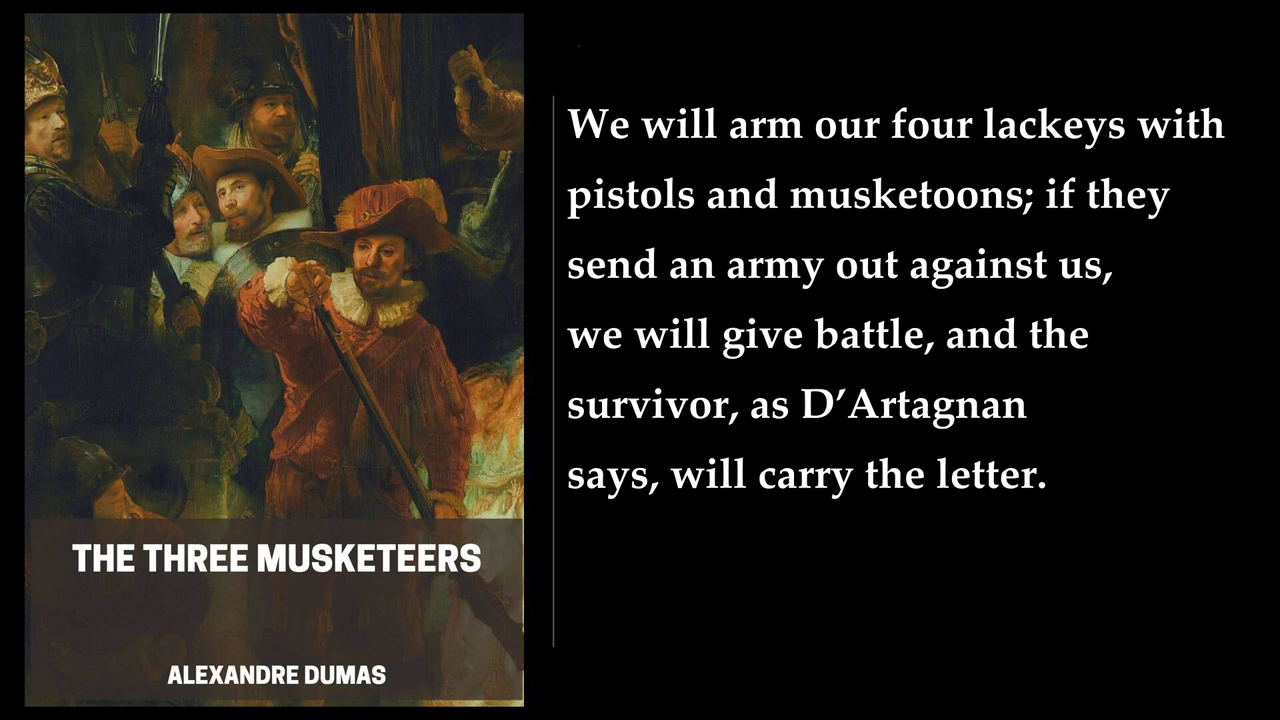 THE THREE MUSKETEERS
ALEXANDRE DUMAS
We will arm our four lackeys with
pistols and musketoons; if they
send an army out against us,
we will give battle, and the
survivor, as D’Artagnan
says, will carry the letter.